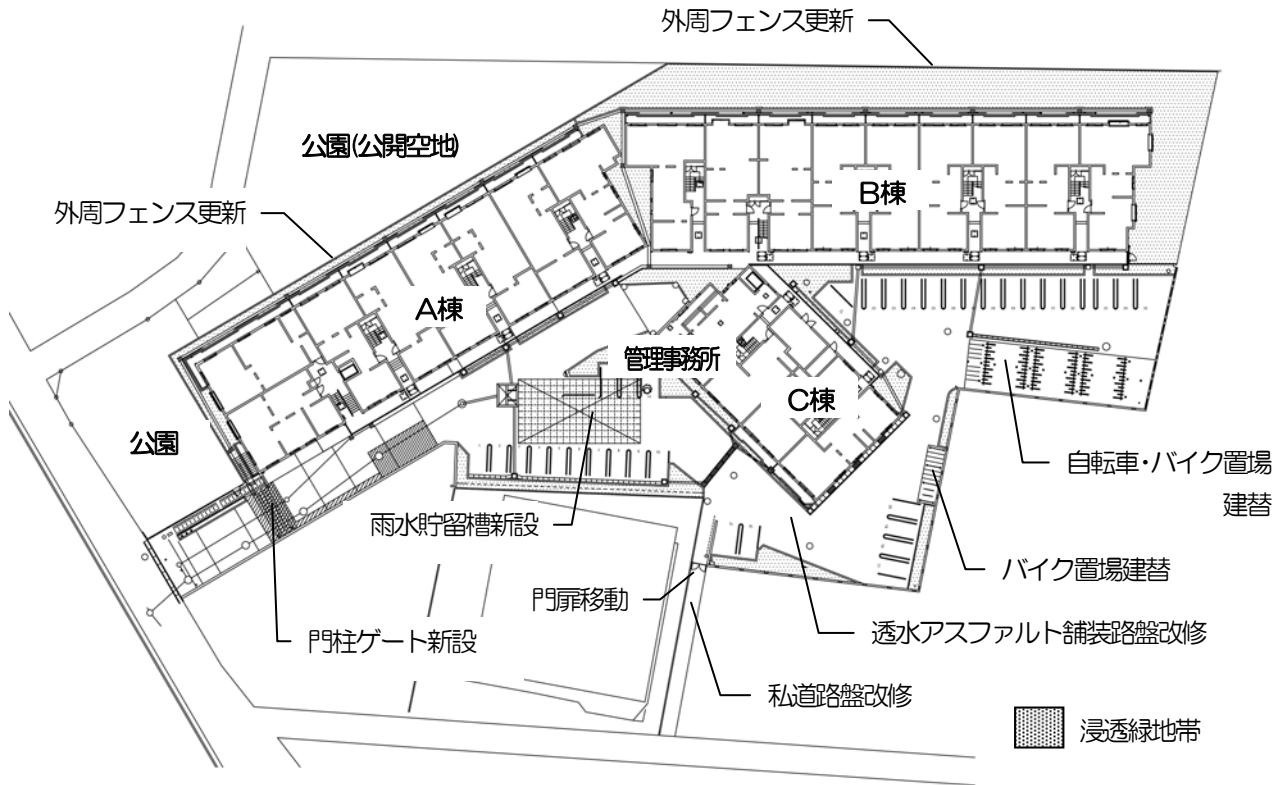 外周フェンス更新
公園(公開空地)
B棟
外周フェンス更新
A棟
管理事務所
C棟
公園
自転車・バイク置場
建替
雨水貯留槽新設
バイク置場建替
門扉移動
門柱ゲート新設
透水アスファルト舗装路盤改修
私道路盤改修
浸透緑地帯